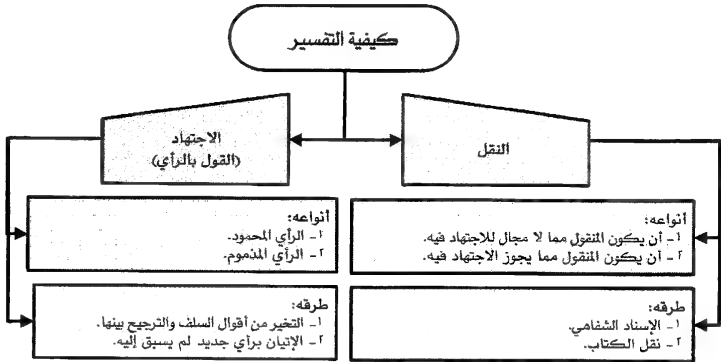 كيفية التفسير
النقل
أنواعه:
١- أن يكون المنقول مما لا مجال للاجتهاد فيه.
٢- أن يكون المنقول مما يجوز الاجتهاد فيه.
طرقه:
١- الإسناد الشفاهي.
٢- نقل الكتاب.
الاجتهاد
(القول بالرأي)
أنواعه:
١- الرأي المحمود.
٢- الرأي المذموم.
طرقه:
١- التخير من أقوال السلف والترجيح بينها.
٢- الإتيان برأي جديد لم يسبق إليه.